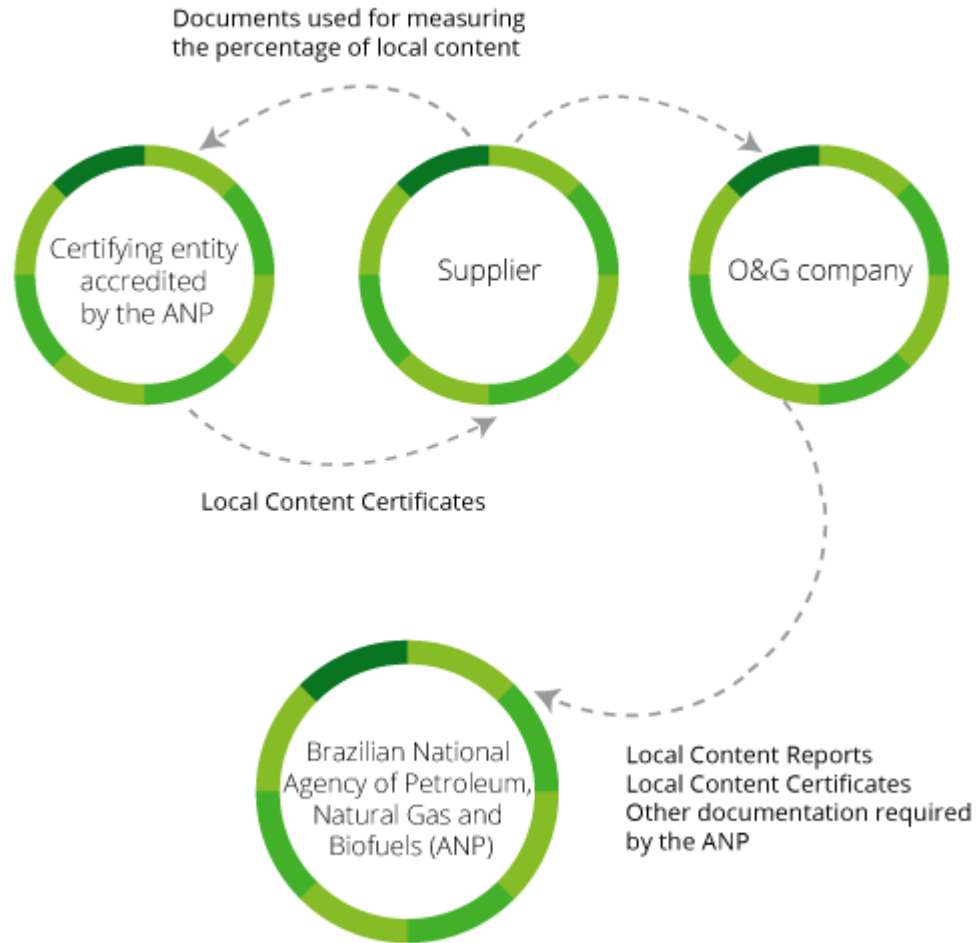 Documents used for measuring
the percentage of local content
Certifying entity
accredited
by the ANP
Supplier
O&G company
Local Content Certificates
Brazilian National
Agency of Petroleum,
Natural Gas and
Biofuels (ANP)
Local Content Reports
Local Content Certificates
Other documentation required
by the ANP